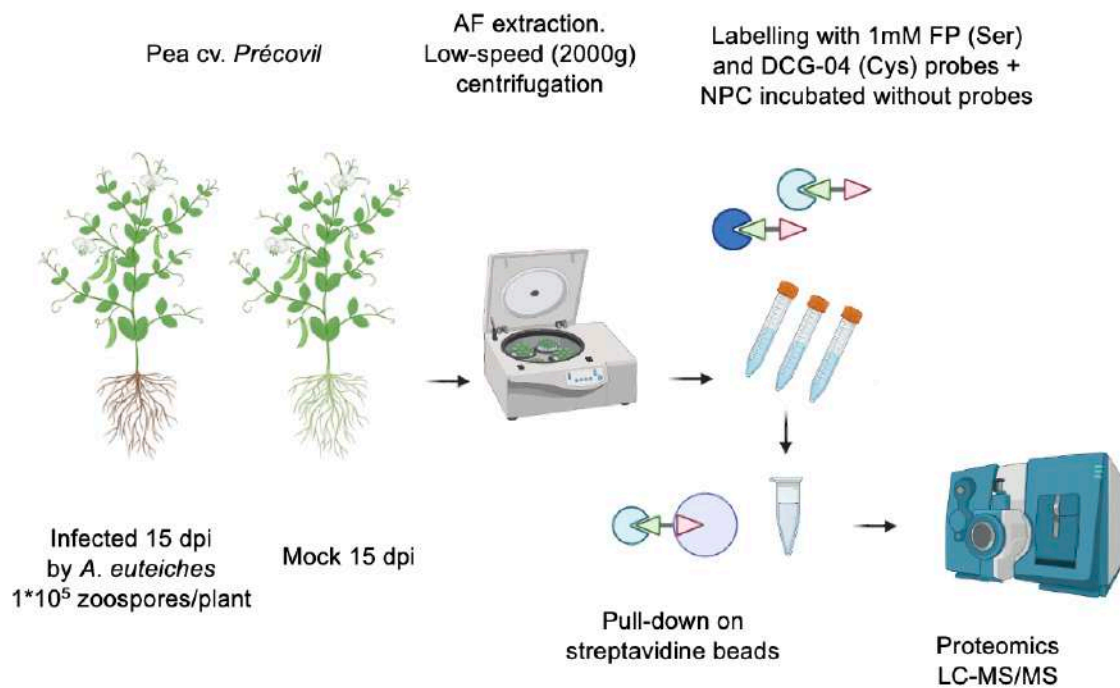 Pea cv. Précovil
AF extraction.
Low-speed (2000g)
centrifugation
Labelling with 1mM FP (Ser)
and DCG-04 (Cys) probes +
NPC incubated without probes
Infected 15 dpi
by A. euteiches
1*10⁵ zoospores/plant
Mock 15 dpi
Pull-down on
streptavidine beads
Proteomics
LC-MS/MS